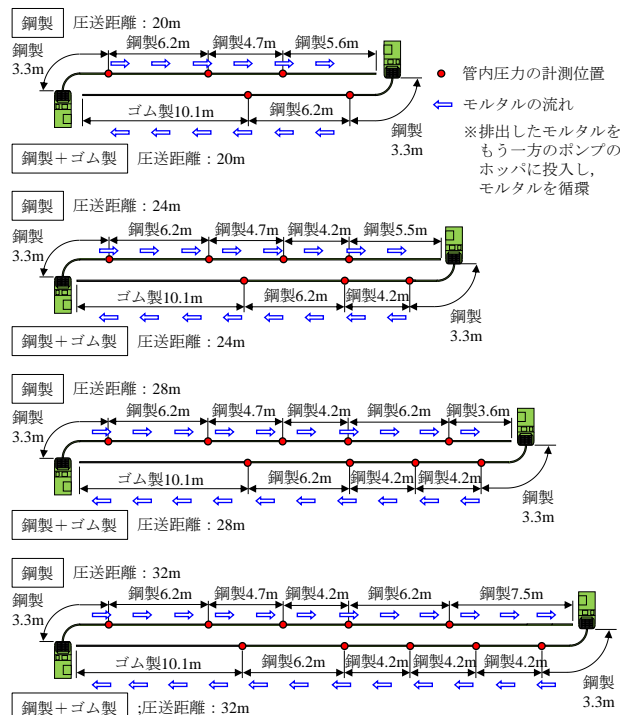 鋼製 圧送距離：20m
鋼製 3.3m
鋼製6.2m 鋼製4.7m 鋼製5.6m
ゴム製10.1m 鋼製6.2m
鋼製 3.3m
鋼製＋ゴム製 圧送距離：20m
管内圧力の計測位置
モルタルの流れ
※排出したモルタルを
もう一方のポンプの
ホッパに投入し，
モルタルを循環
鋼製 圧送距離：24m
鋼製 3.3m
鋼製6.2m 鋼製4.7m 鋼製4.2m 鋼製5.5m
ゴム製10.1m 鋼製6.2m 鋼製4.2m
鋼製 3.3m
鋼製＋ゴム製 圧送距離：24m
鋼製 圧送距離：28m
鋼製 3.3m
鋼製6.2m 鋼製4.7m 鋼製4.2m 鋼製6.2m 鋼製3.6m
ゴム製10.1m 鋼製6.2m 鋼製4.2m 鋼製4.2m
鋼製 3.3m
鋼製＋ゴム製 圧送距離：28m
鋼製 圧送距離：32m
鋼製 3.3m
鋼製6.2m 鋼製4.7m 鋼製4.2m 鋼製6.2m 鋼製7.5m
ゴム製10.1m 鋼製6.2m 鋼製4.2m 鋼製4.2m 鋼製4.2m
鋼製 3.3m
鋼製＋ゴム製 ;圧送距離：32m